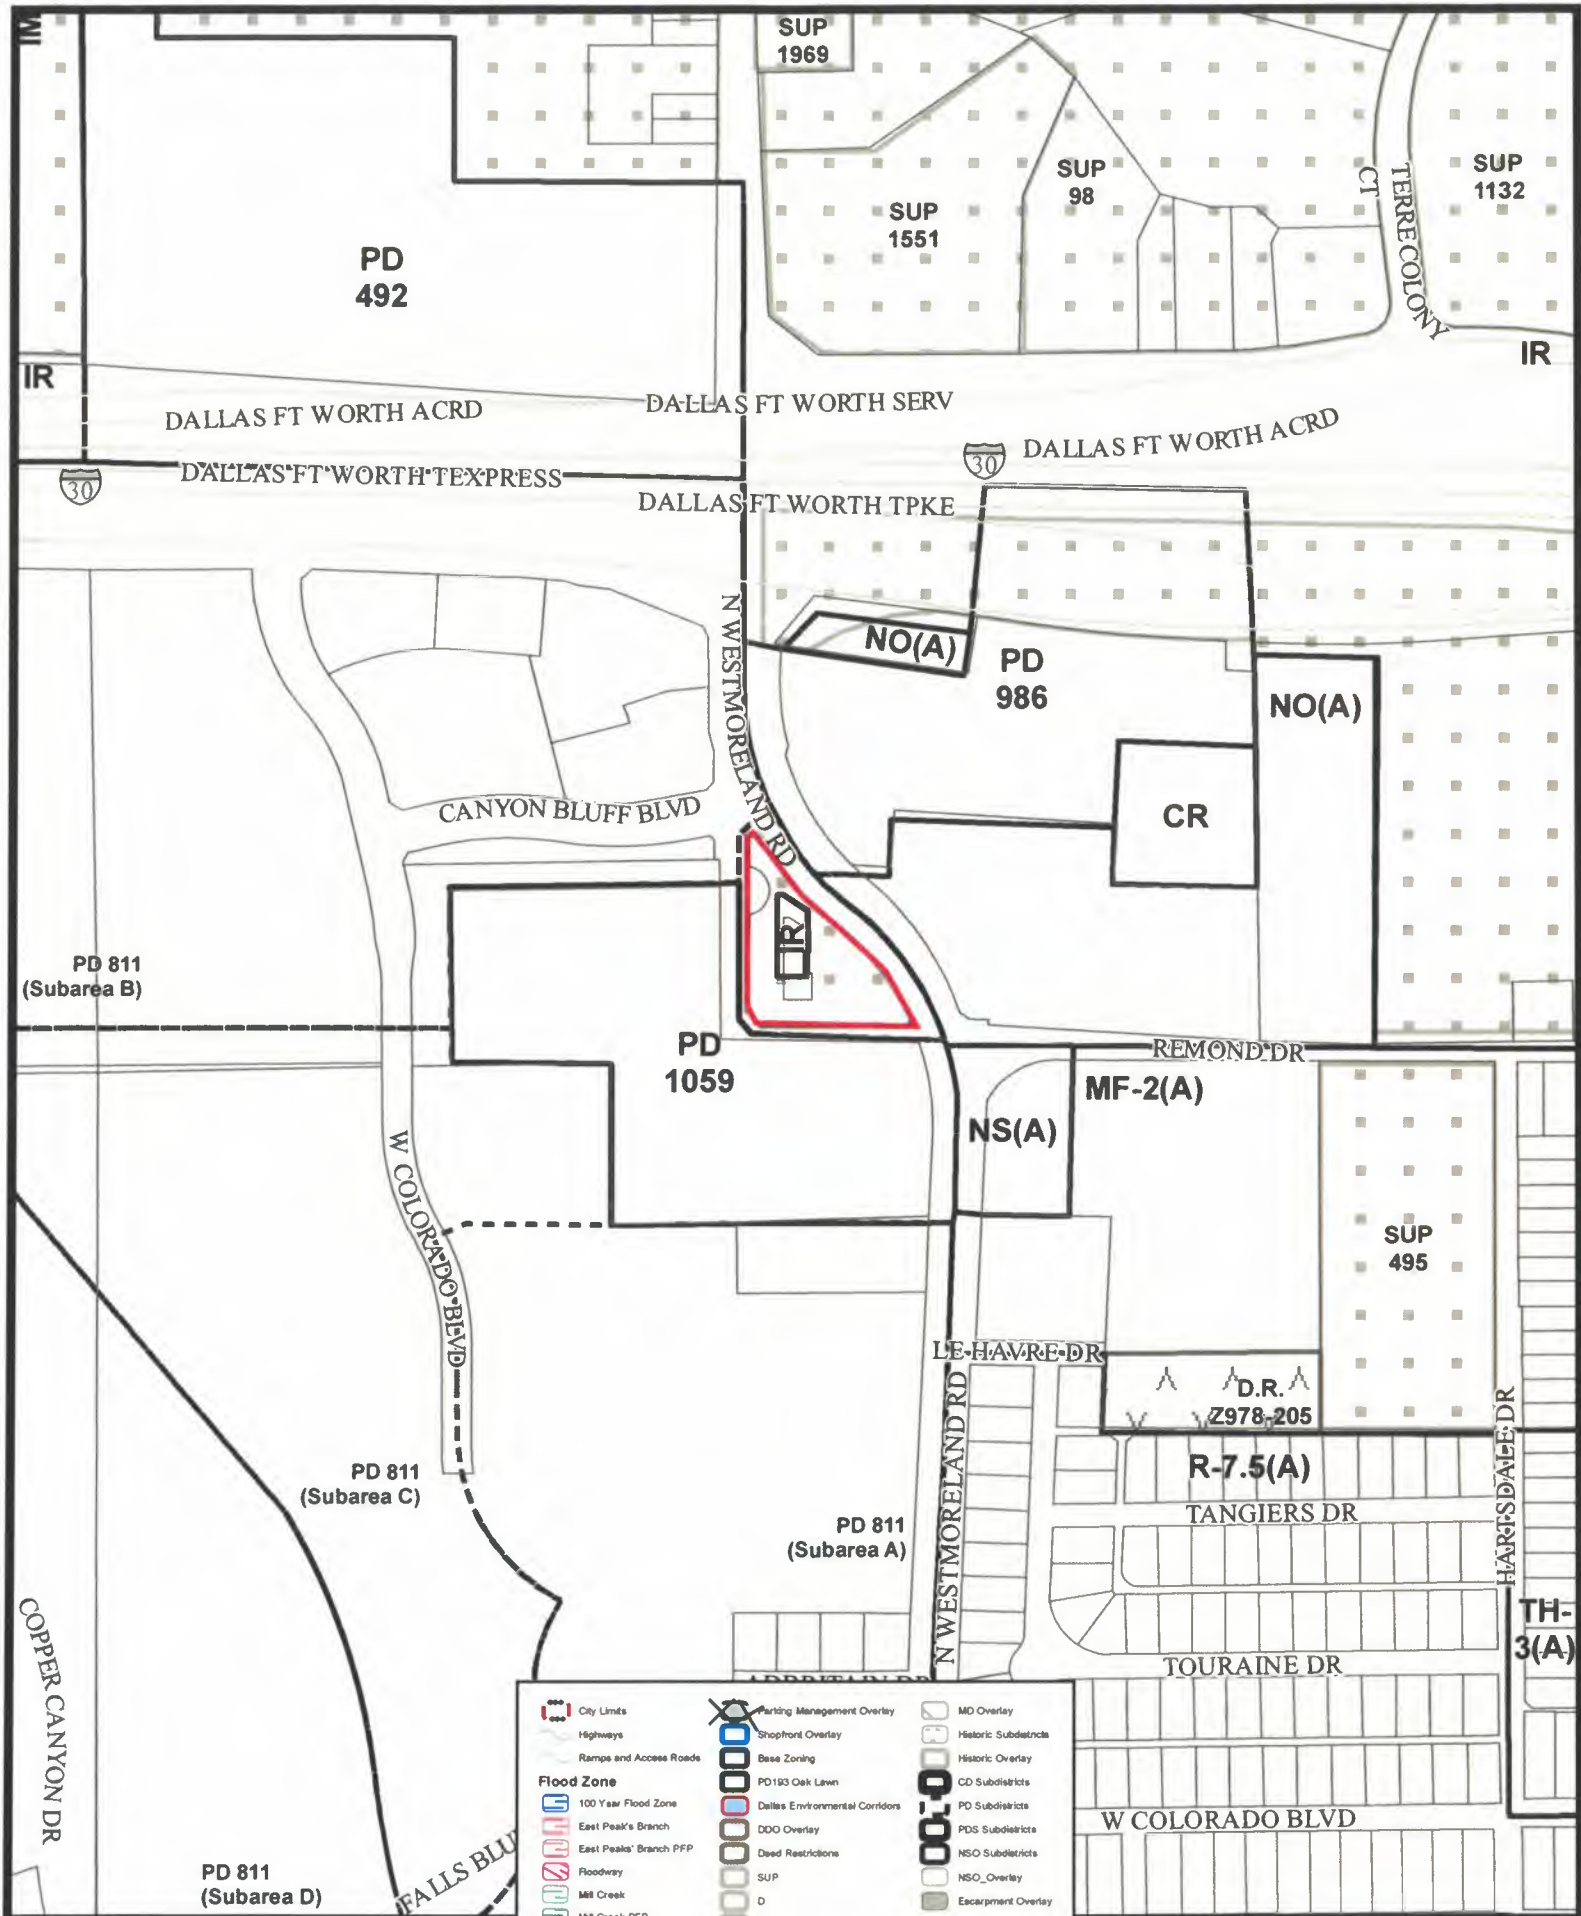 IM
SUP
1969
SUP
1551
SUP
98
TERRE COLONY
CT
SUP
1132
PD
492
IR
IR
DALLAS FT WORTH ACRD
DALLAS FT WORTH SERV
DALLAS FT WORTH ACRD
30
30
DALLAS FT WORTH TEXPRESS
DALLAS FT WORTH TPKE
N WESTMORELAND RD
NO(A)
PD
986
NO(A)
CR
CANYON BLUFF BLVD
IR
PD 811
(Subarea B)
PD
1059
REMOND DR
MF-2(A)
NS(A)
W COLORADO BLVD
SUP
495
LE HAVRE DR
D.R.
Z978-205
R-7.5(A)
HARTSDALE DR
PD 811
(Subarea C)
TANGIERS DR
PD 811
(Subarea A)
N WESTMORELAND RD
TH-
3(A)
COPPER CANYON DR
TOURAINE DR
W COLORADO BLVD
PD 811
(Subarea D)
FALLS BLU
City Limits
Highways
Ramps and Access Roads
Flood Zone
100 Year Flood Zone
East Peak's Branch
East Peaks' Branch PFP
Floodway
Mill Creek
Parking Management Overlay
Shopfront Overlay
Base Zoning
PD193 Oak Lawn
Dallas Environmental Corridors
DDO Overlay
Deed Restrictions
SUP
D
MD Overlay
Historic Subdistricts
Historic Overlay
CD Subdistricts
PD Subdistricts
PDS Subdistricts
NSO Subdistricts
NSO_Overlay
Escarpment Overlay